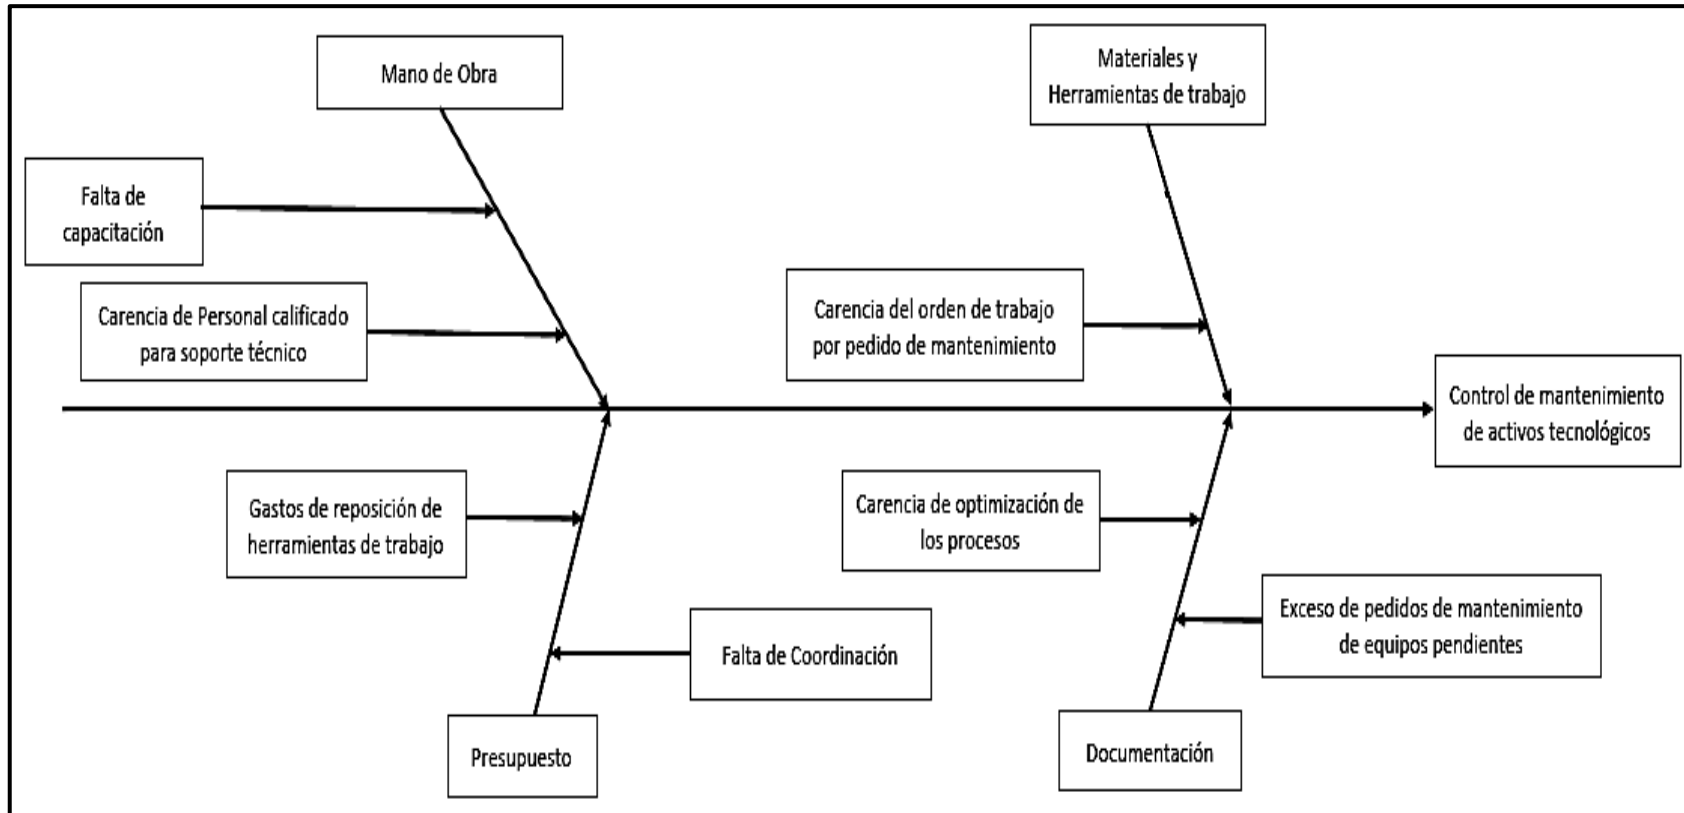 Mano de Obra
Materiales y
Herramientas de trabajo
Falta de
capacitación
Carencia de Personal calificado
para soporte técnico
Carencia del orden de trabajo
por pedido de mantenimiento
Control de mantenimiento
de activos tecnológicos
Gastos de reposición de
herramientas de trabajo
Carencia de optimización de
los procesos
Falta de Coordinación
Exceso de pedidos de mantenimiento
de equipos pendientes
Presupuesto
Documentación